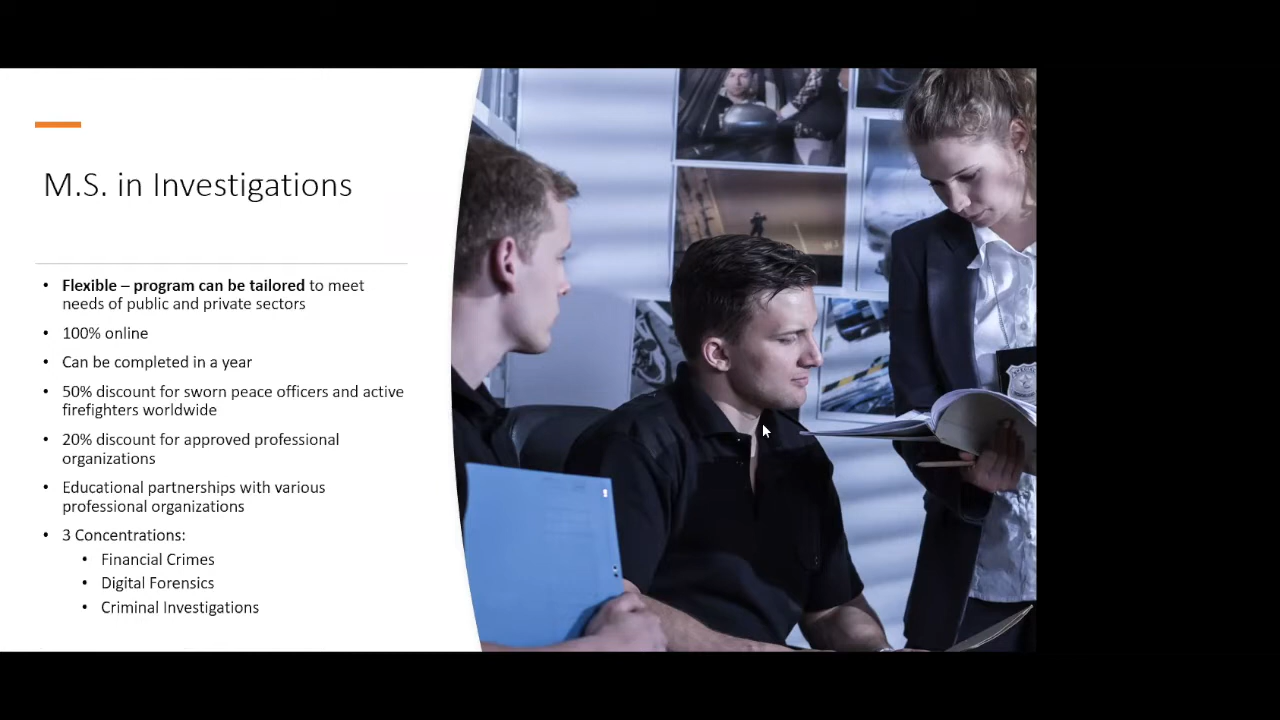 M.S. in Investigations
• Flexible – program can be tailored to meet
needs of public and private sectors
• 100% online
• Can be completed in a year
• 50% discount for sworn peace officers and active
firefighters worldwide
• 20% discount for approved professional
organizations
• Educational partnerships with various
professional organizations
• 3 Concentrations:
• Financial Crimes
• Digital Forensics
• Criminal Investigations